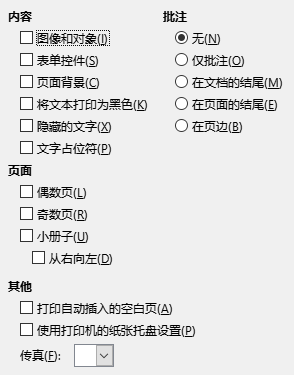 内容
图像和对象(I)
表单控件(S)
页面背景(C)
将文本打印为黑色(K)
隐藏的文字(X)
文字占位符(P)
批注
无(N)
仅批注(O)
在文档的结尾(M)
在页面的结尾(E)
在页边(B)
页面
偶数页(L)
奇数页(R)
小册子(U)
从右向左(D)
其他
打印自动插入的空白页(A)
使用打印机的纸张托盘设置(P)
传真(F):